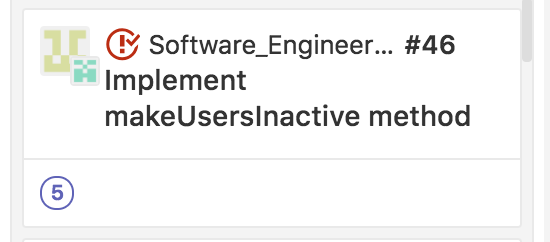 Software_Engineer... #46
Implement
makeUsersInactive method
5